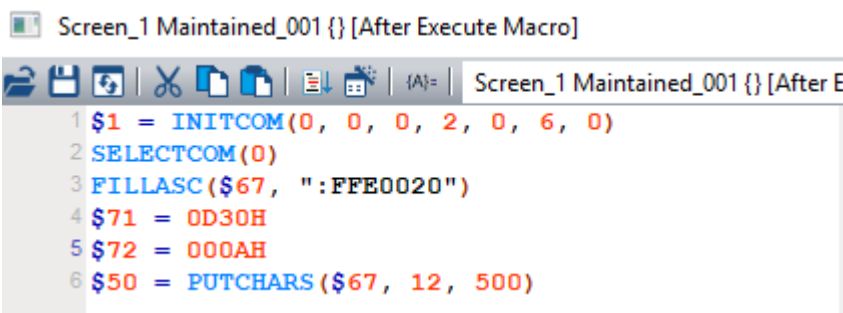 Screen_1 Maintained_001 {} [After Execute Macro]
{A}= Screen_1 Maintained_001 {} [After E
1 $1 = INITCOM(0, 0, 0, 2, 0, 6, 0)
2 SELECTCOM(0)
3 FILLASC($67, ":FFE0020")
4 $71 = 0D30H
5 $72 = 000AH
6 $50 = PUTCHARS($67, 12, 500)